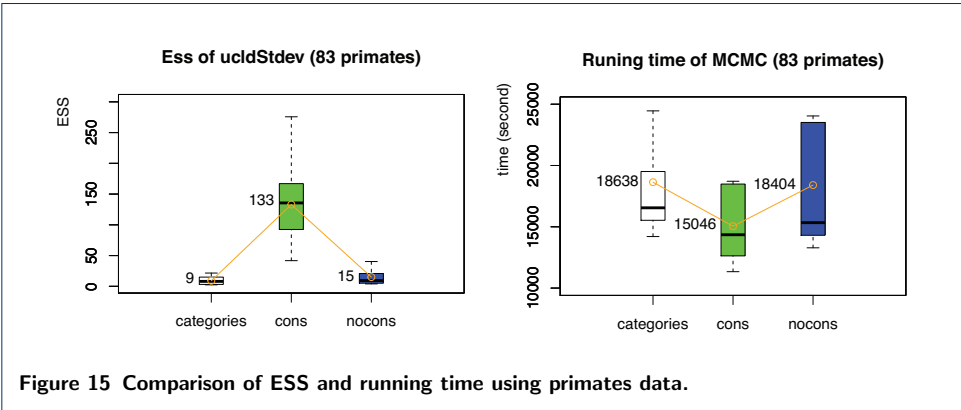 Ess of ucldStdev (83 primates)
ESS
250
150
50
0
133
9
15
categories cons nocons
Runing time of MCMC (83 primates)
time (second)
25000
20000
15000
10000
18638
15046
18404
categories cons nocons
Figure 15 Comparison of ESS and running time using primates data.